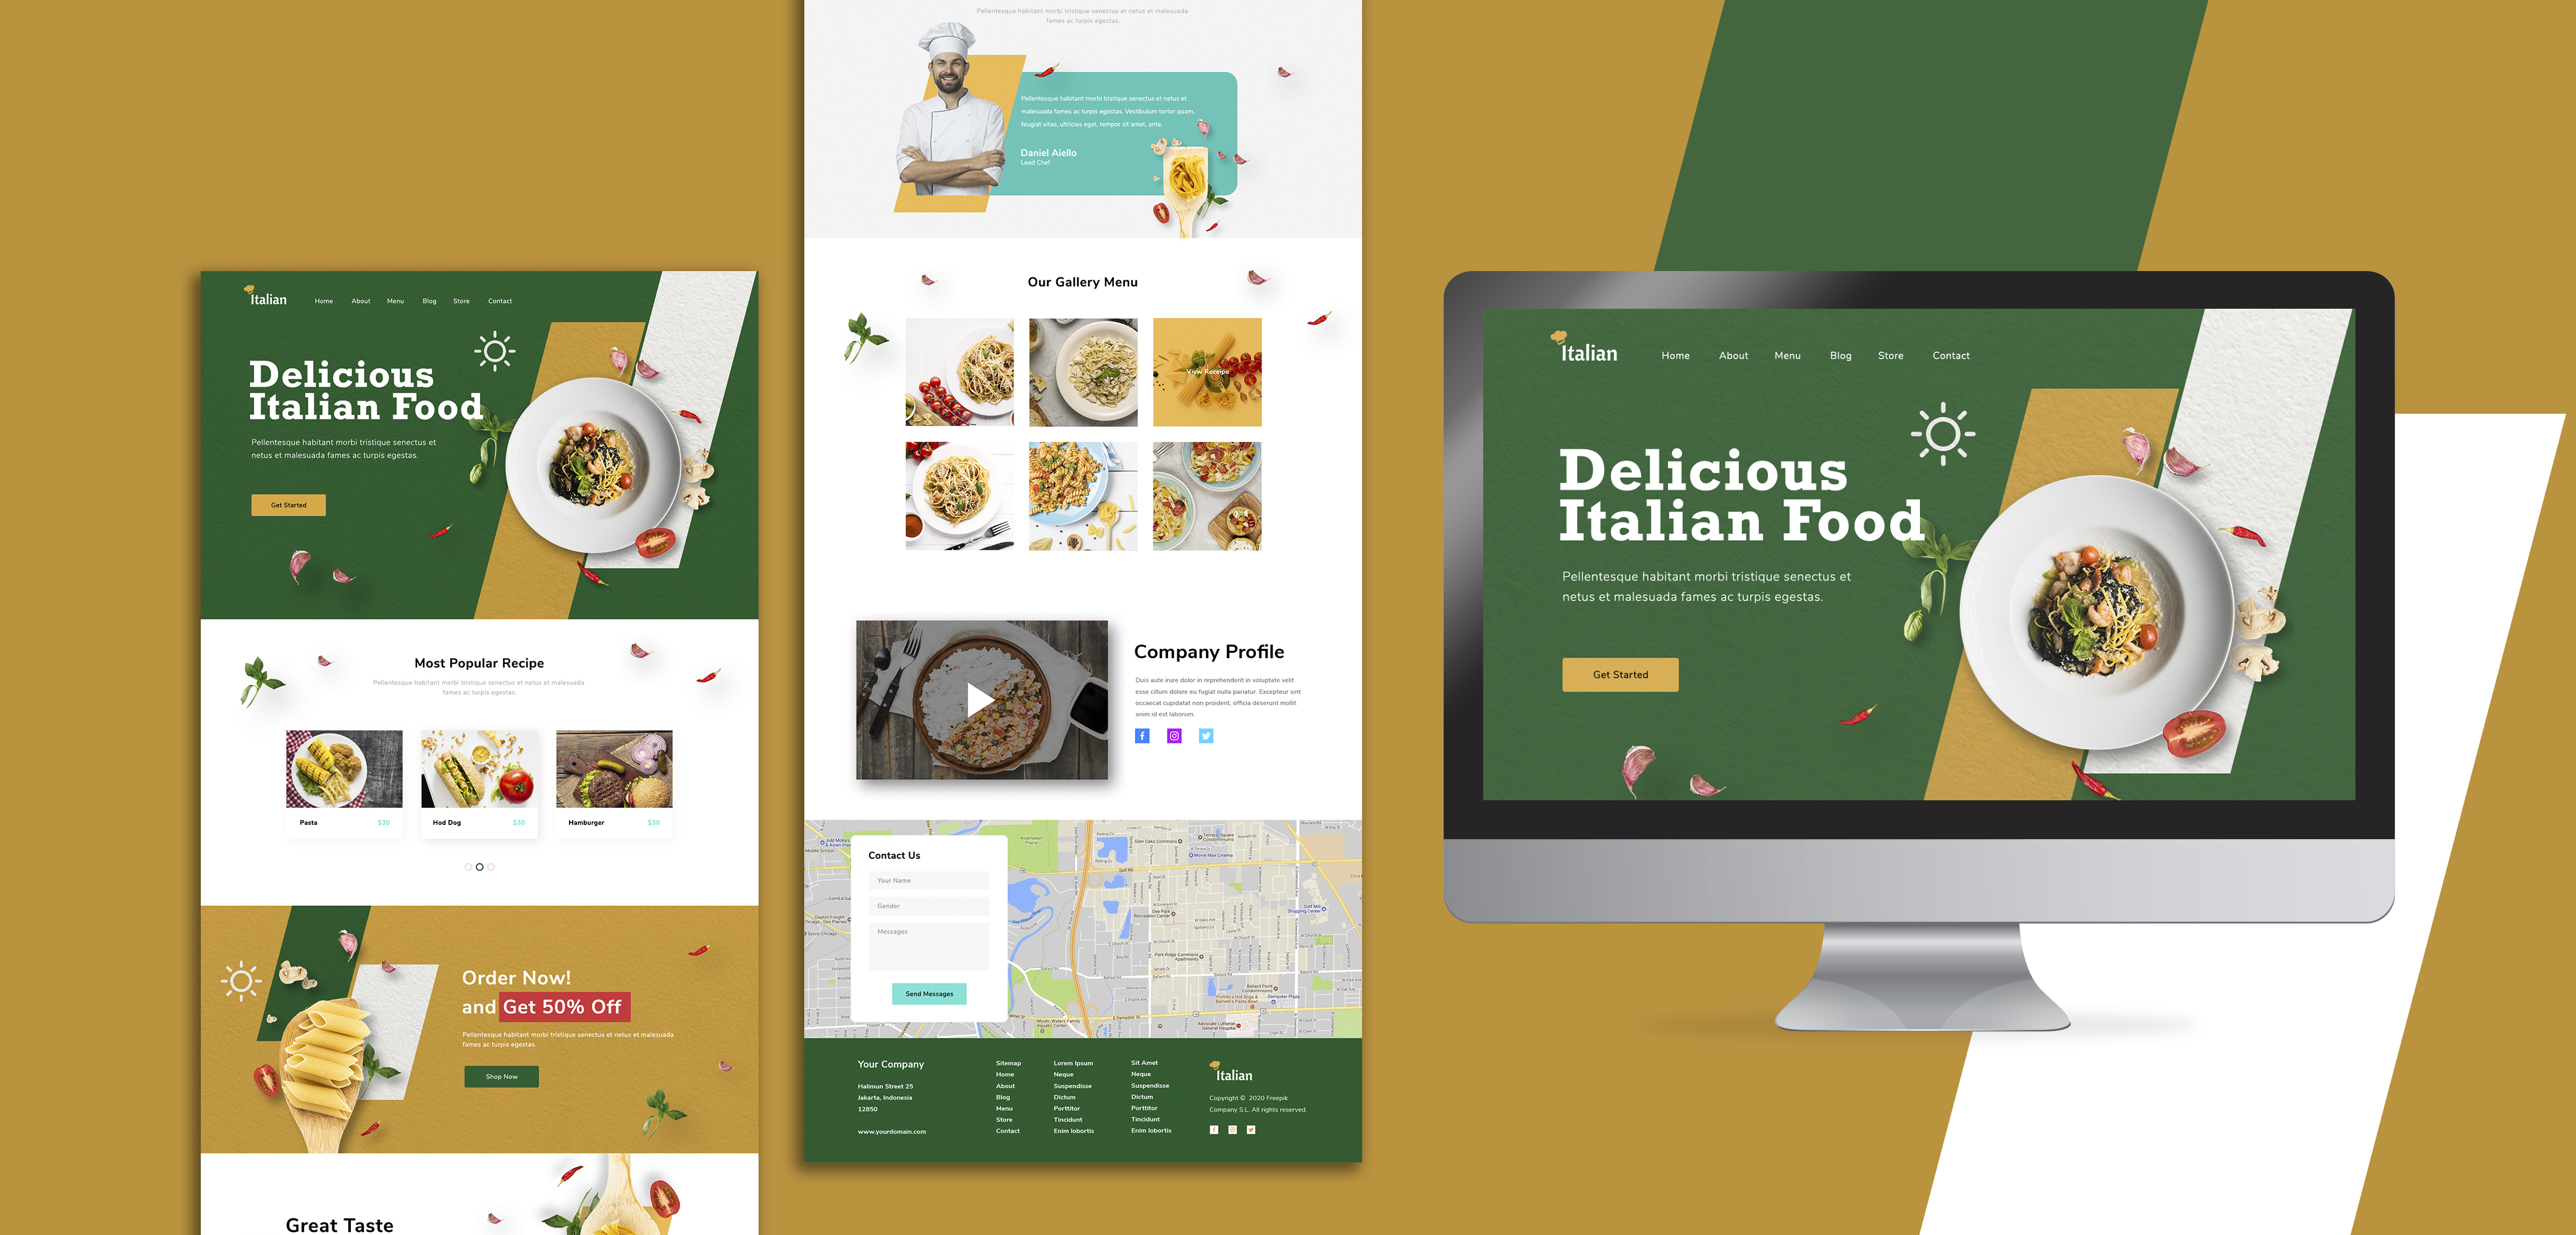 Italian
Home About Menu Blog Store Contact
Delicious
Italian Food
Pellentesque habitant morbi tristique senectus et
netus et malesuada fames ac turpis egestas.
Get Started
Most Popular Recipe
Pellentesque habitant morbi tristique senectus et netus et malesuada
fames ac turpis egestas.
Pasta $30
Hod Dog $30
Hamburger $30
Order Now!
and Get 50% Off
Pellentesque habitant morbi tristique senectus et netus et malesuada
fames ac turpis egestas.
Shop Now
Great Taste
Pellentesque habitant morbi tristique senectus et netus et malesuada
fames ac turpis egestas.
Pellentesque habitant morbi tristique senectus et netus et
malesuada fames ac turpis egestas. Vestibulum tortor quam,
feugiat vitae, ultricies eget, tempor sit amet, ante.
Daniel Aiello
Lead Chef
Our Gallery Menu
View Receipe
Company Profile
Duis aute irure dolor in reprehenderit in voluptate velit
esse cillum dolore eu fugiat nulla pariatur. Excepteur sint
occaecat cupidatat non proident, officia deserunt mollit
anim id est laborum.
Contact Us
Your Name
Gender
Messages
Send Messages
Your Company
Halimun Street 25
Jakarta, Indonesia
12850
www.yourdomain.com
Sitemap
Home
About
Blog
Menu
Store
Contact
Lorem Ipsum
Neque
Suspendisse
Dictum
Porttitor
Tincidunt
Enim lobortis
Sit Amet
Neque
Suspendisse
Dictum
Porttitor
Tincidunt
Enim lobortis
Italian
Copyright © 2020 Freepik
Company S.L. All rights reserved.
Italian
Home About Menu Blog Store Contact
Delicious
Italian Food
Pellentesque habitant morbi tristique senectus et
netus et malesuada fames ac turpis egestas.
Get Started